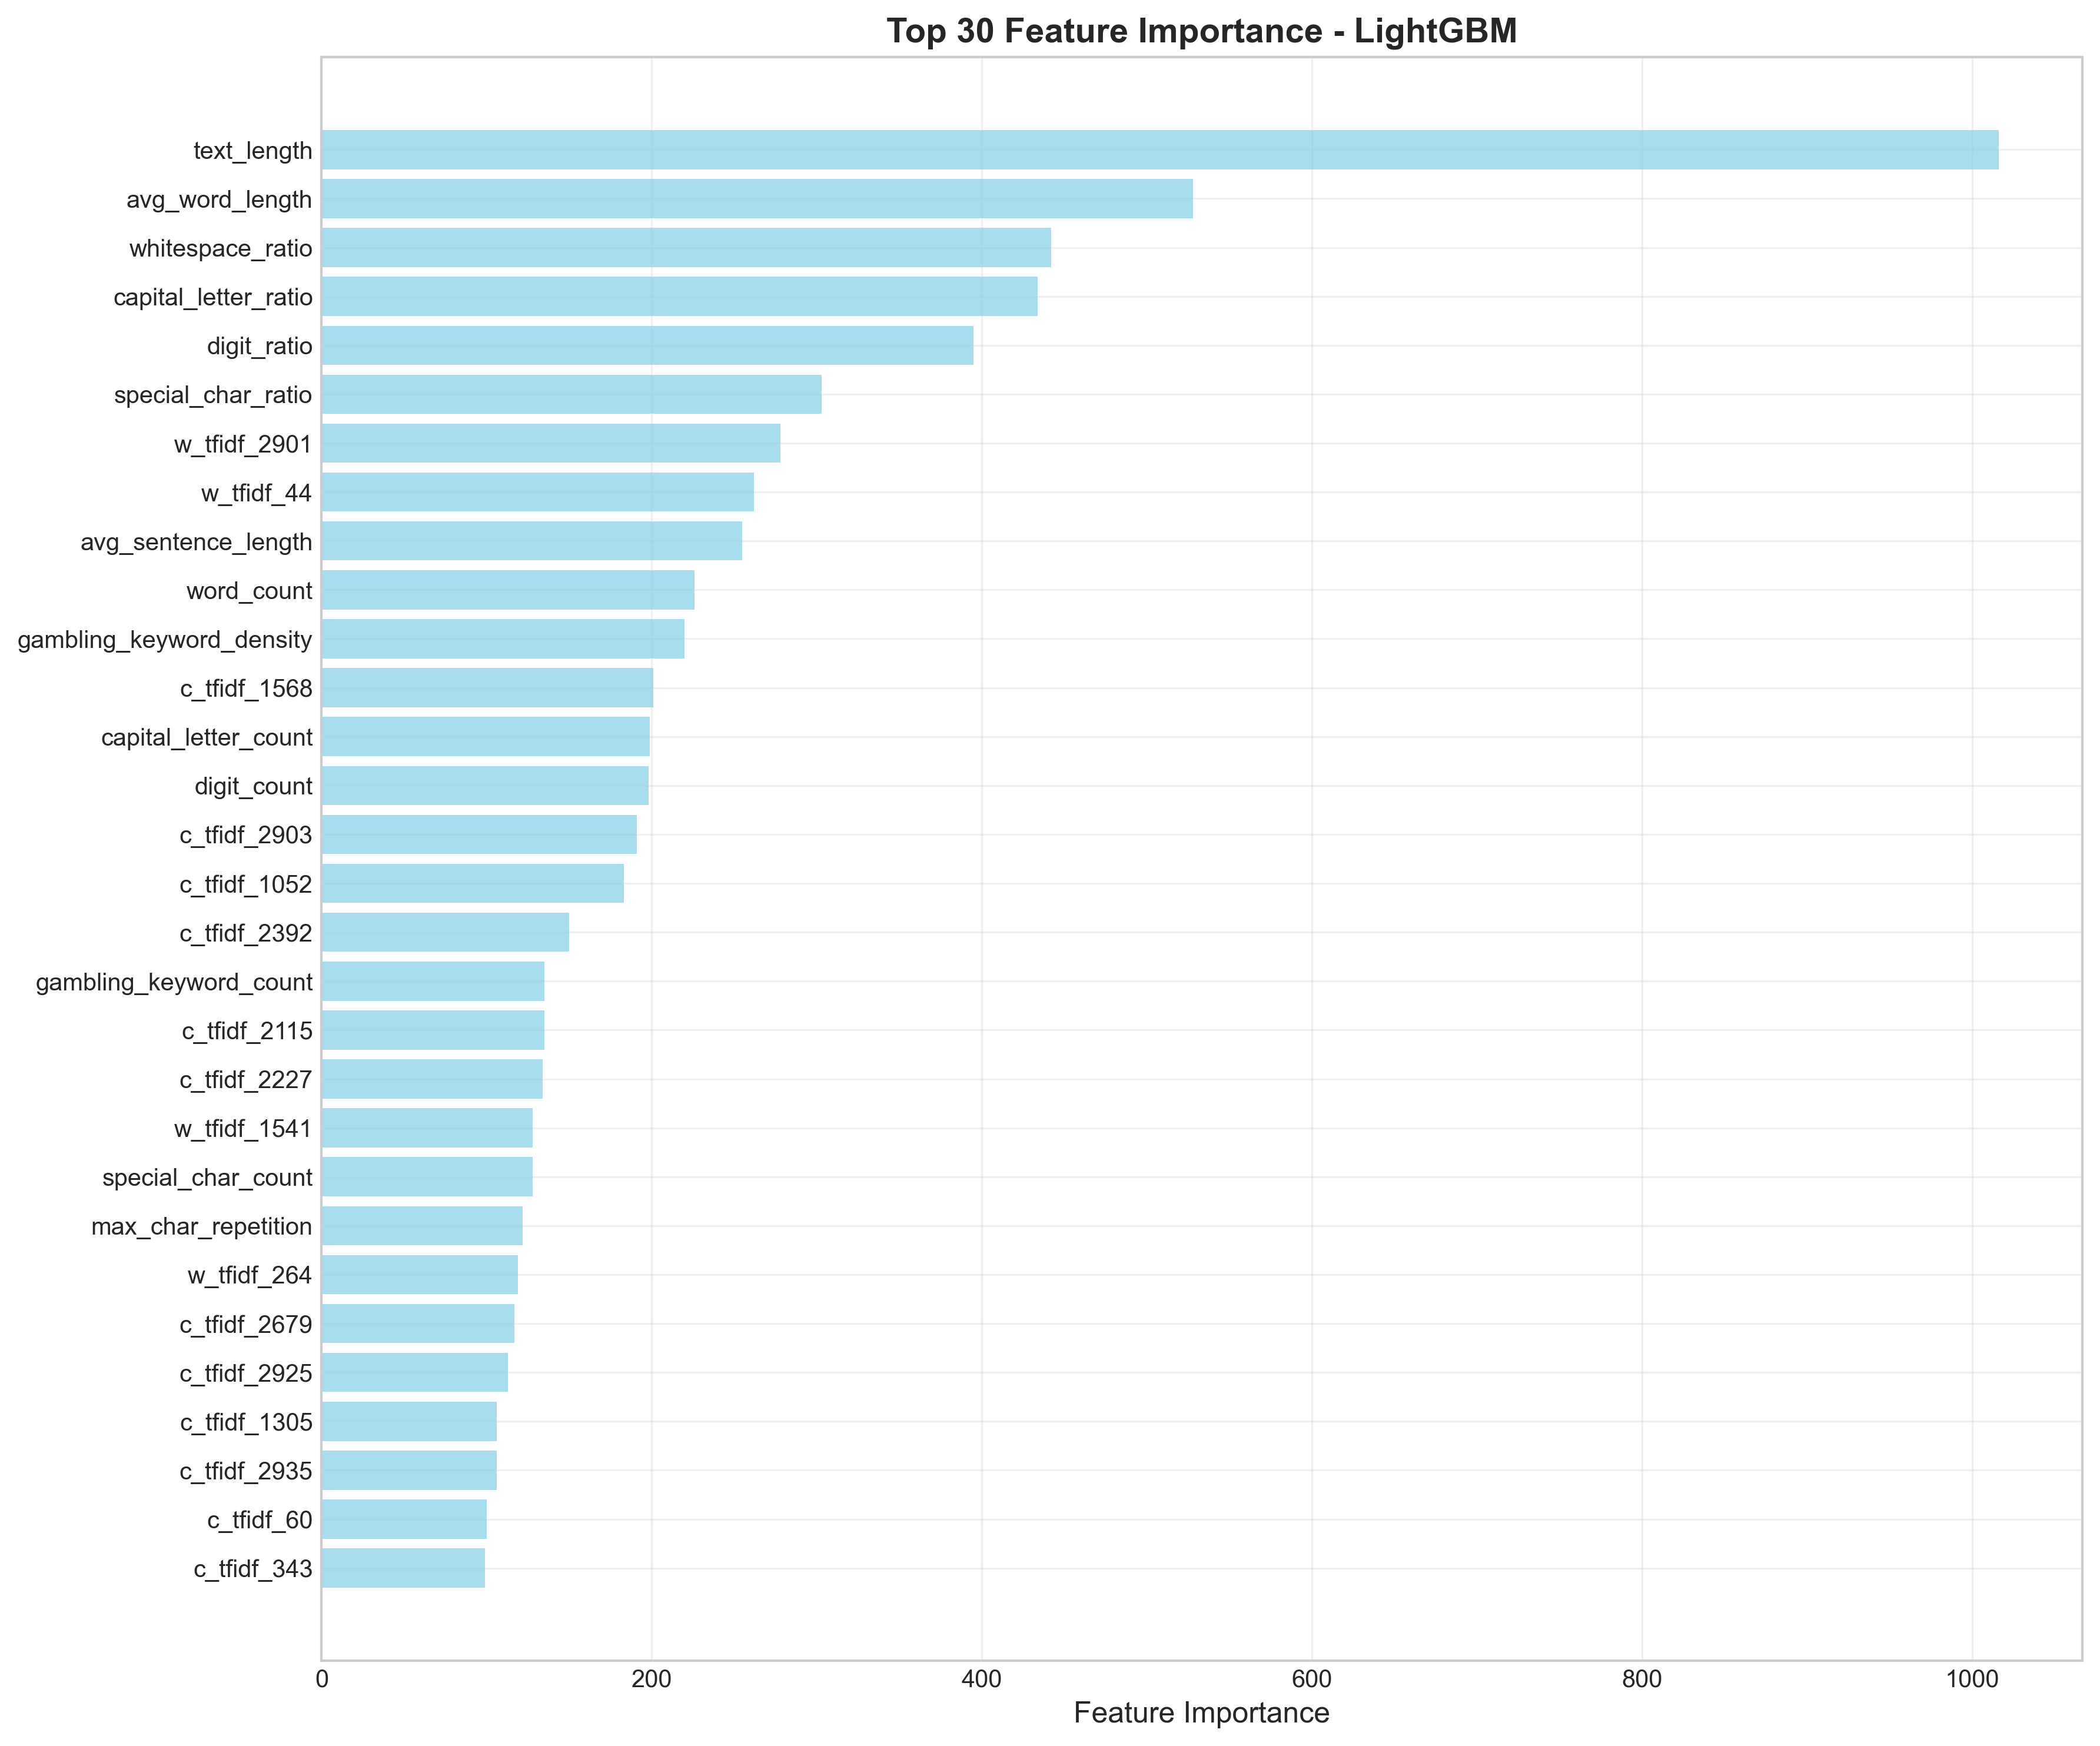 Top 30 Feature Importance - LightGBM
text_length
avg_word_length
whitespace_ratio
capital_letter_ratio
digit_ratio
special_char_ratio
w_tfidf_2901
w_tfidf_44
avg_sentence_length
word_count
gambling_keyword_density
c_tfidf_1568
capital_letter_count
digit_count
c_tfidf_2903
c_tfidf_1052
c_tfidf_2392
gambling_keyword_count
c_tfidf_2115
c_tfidf_2227
w_tfidf_1541
special_char_count
max_char_repetition
w_tfidf_264
c_tfidf_2679
c_tfidf_2925
c_tfidf_1305
c_tfidf_2935
c_tfidf_60
c_tfidf_343
0 200 400 600 800 1000
Feature Importance